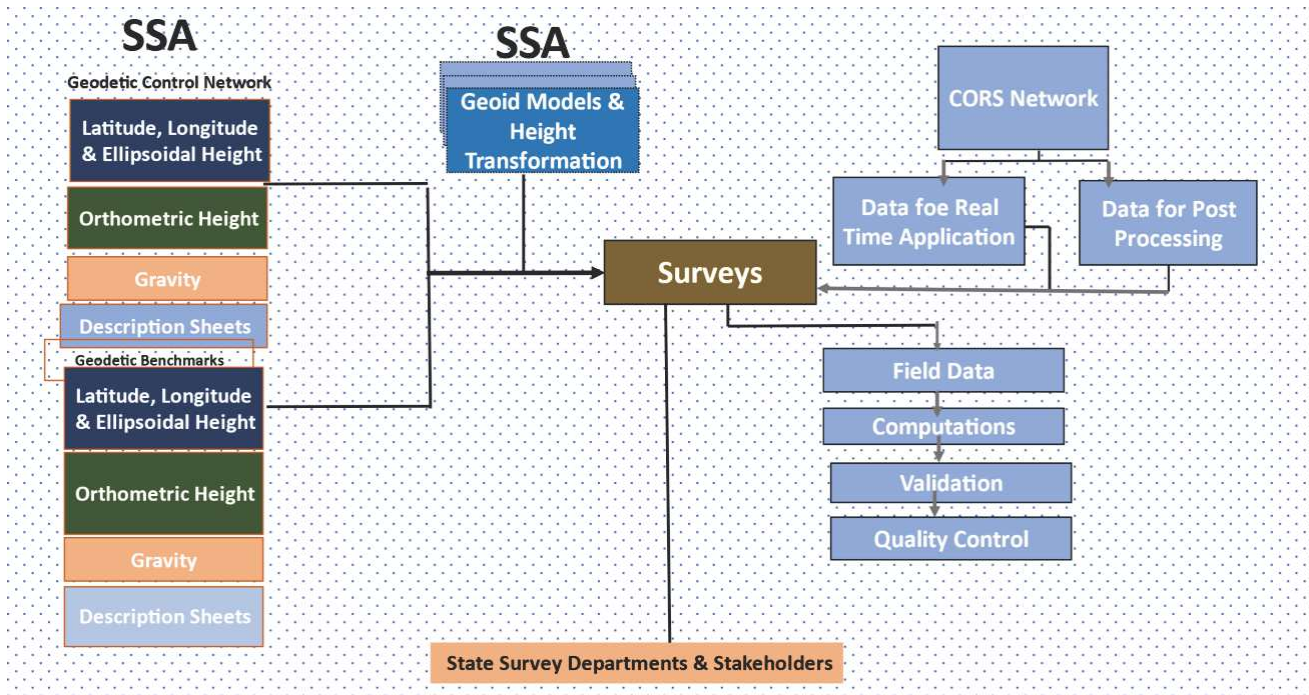 SSA
Geodetic Control Network
Latitude, Longitude
& Ellipsoidal Height
Orthometric Height
Gravity
Description Sheets
Geodetic Benchmarks
Latitude, Longitude
& Ellipsoidal Height
Orthometric Height
Gravity
Description Sheets
SSA
Geoid Models &
Height
Transformation
Surveys
CORS Network
Data foe Real
Time Application
Data for Post
Processing
Field Data
Computations
Validation
Quality Control
State Survey Departments & Stakeholders